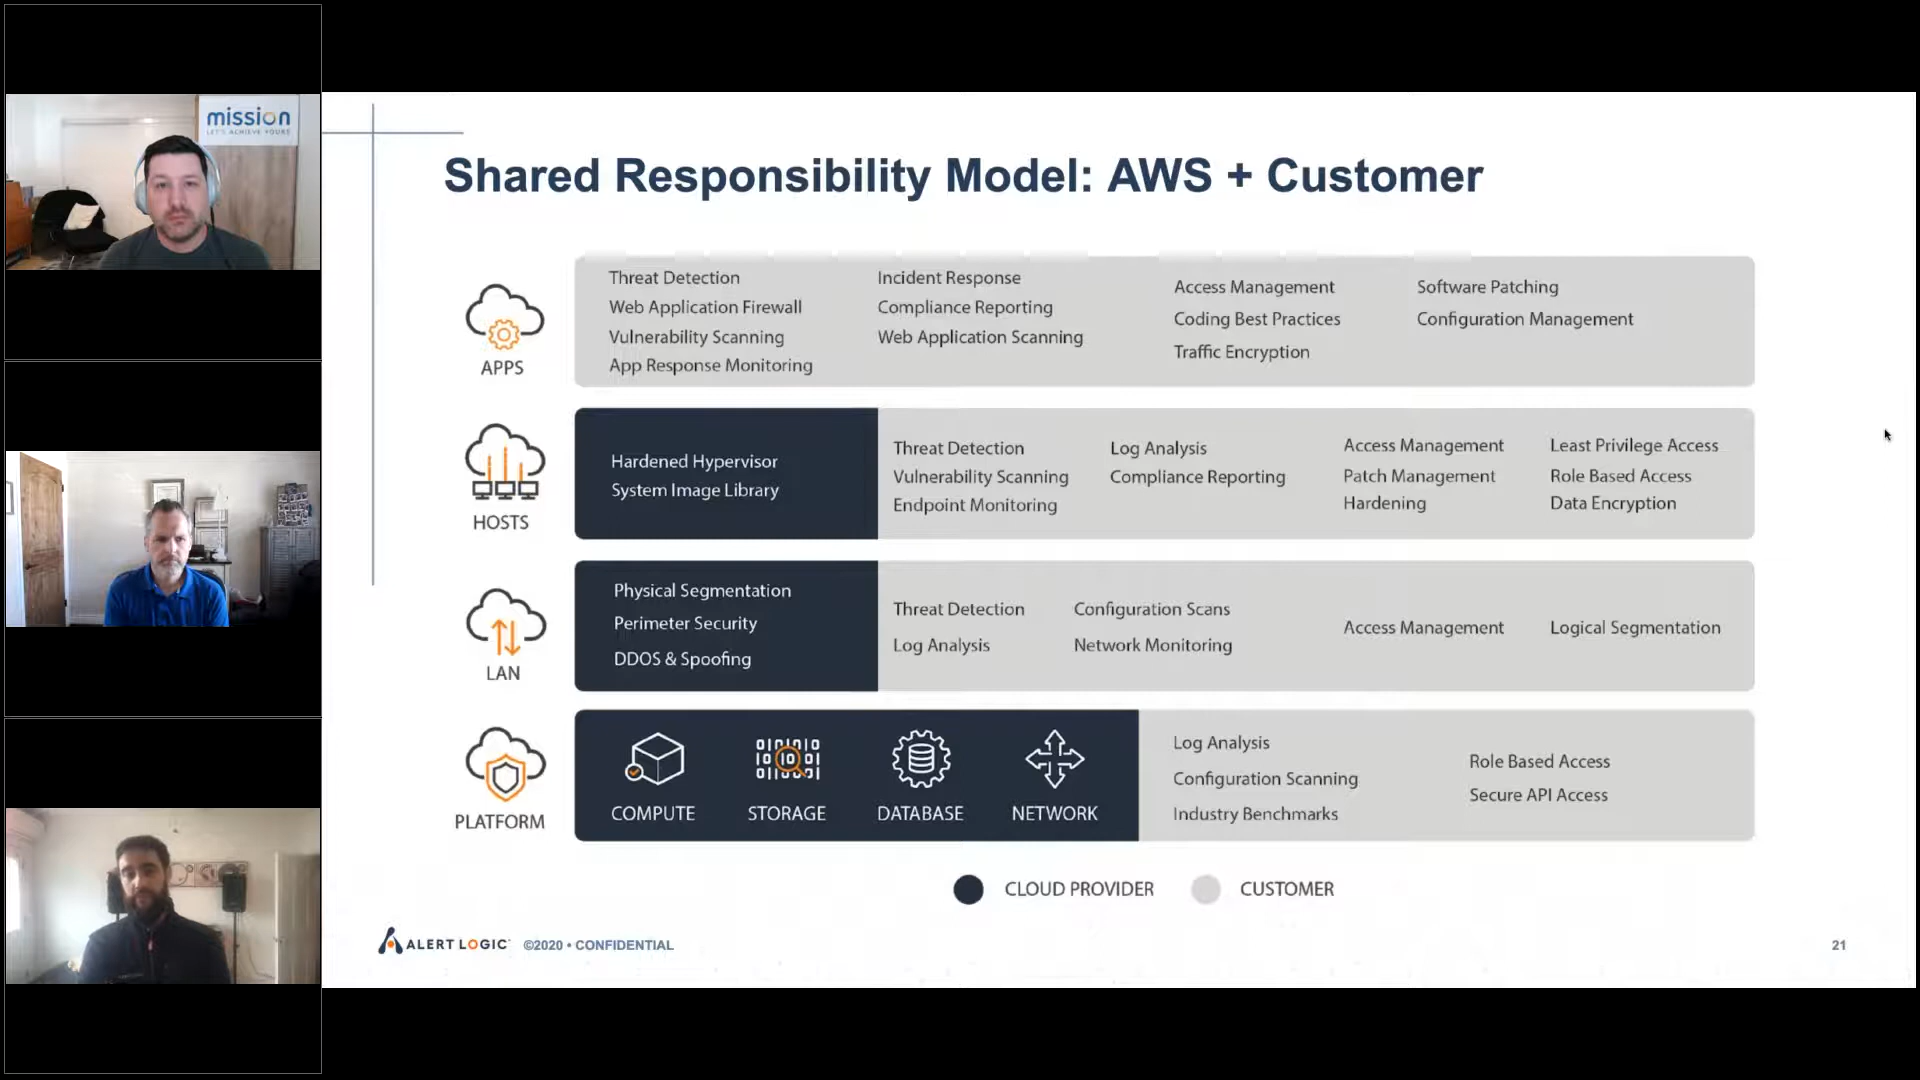 mission
LET'S ACHIEVE YOURS
Shared Responsibility Model: AWS + Customer
APPS
Threat Detection
Web Application Firewall
Vulnerability Scanning
App Response Monitoring
Incident Response
Compliance Reporting
Web Application Scanning
Access Management
Coding Best Practices
Traffic Encryption
Software Patching
Configuration Management
HOSTS
Hardened Hypervisor
System Image Library
Threat Detection
Vulnerability Scanning
Endpoint Monitoring
Log Analysis
Compliance Reporting
Access Management
Patch Management
Hardening
Least Privilege Access
Role Based Access
Data Encryption
LAN
Physical Segmentation
Perimeter Security
DDOS & Spoofing
Threat Detection
Log Analysis
Configuration Scans
Network Monitoring
Access Management
Logical Segmentation
PLATFORM
COMPUTE
STORAGE
DATABASE
NETWORK
Log Analysis
Configuration Scanning
Industry Benchmarks
Role Based Access
Secure API Access
CLOUD PROVIDER
CUSTOMER
ALERT LOGIC
©2020 • CONFIDENTIAL
21